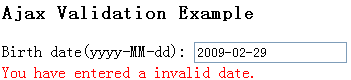 Ajax Validation Example
Birth date(yyyy-MM-dd): 2009-02-29
You have entered a invalid date.